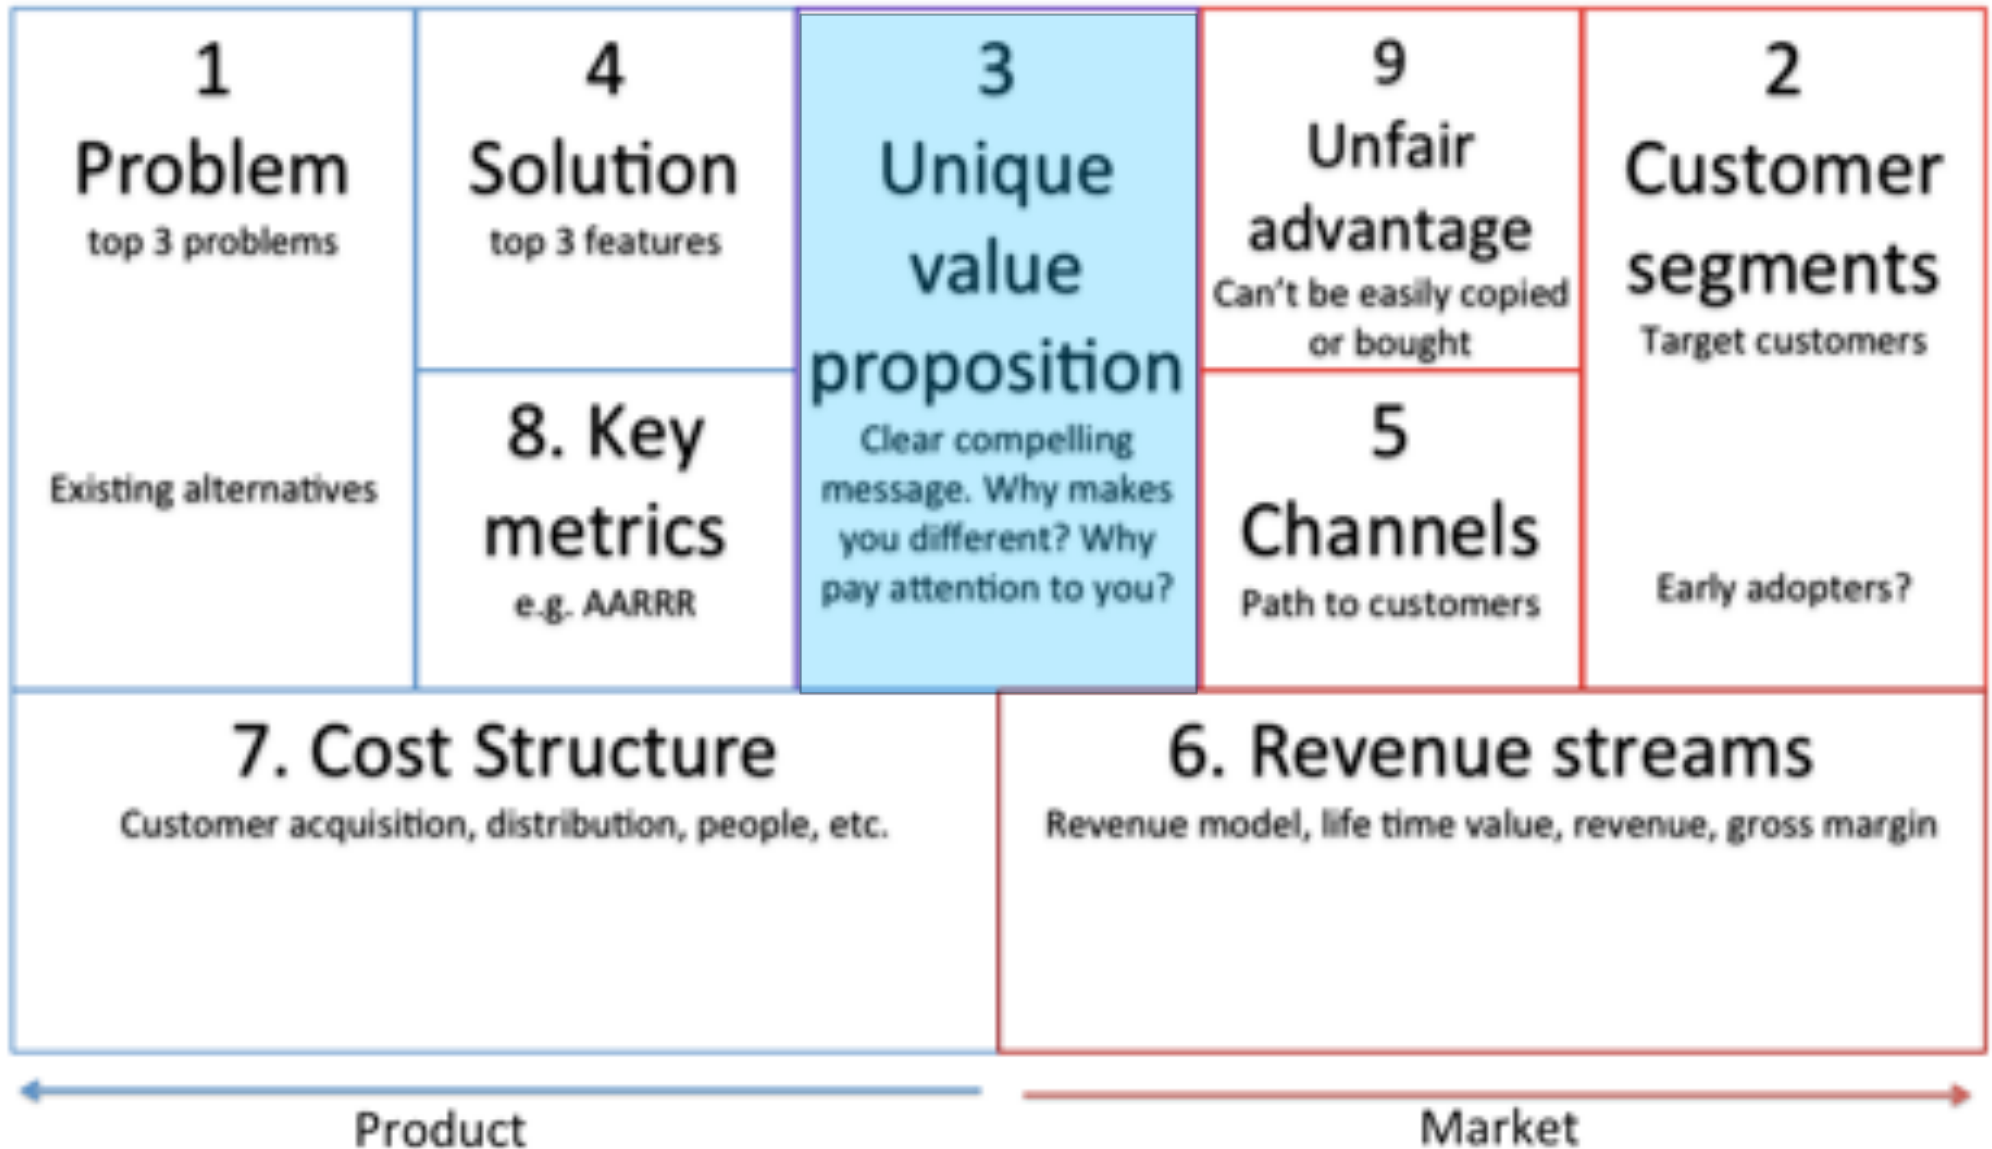 1
Problem
top 3 problems
Existing alternatives
4
Solution
top 3 features
8. Key
metrics
e.g. AARRR
3
Unique
value
proposition
Clear compelling
message. Why makes
you different? Why
pay attention to you?
9
Unfair
advantage
Can't be easily copied
or bought
5
Channels
Path to customers
2
Customer
segments
Target customers
Early adopters?
7. Cost Structure
Customer acquisition, distribution, people, etc.
6. Revenue streams
Revenue model, life time value, revenue, gross margin
Product
Market